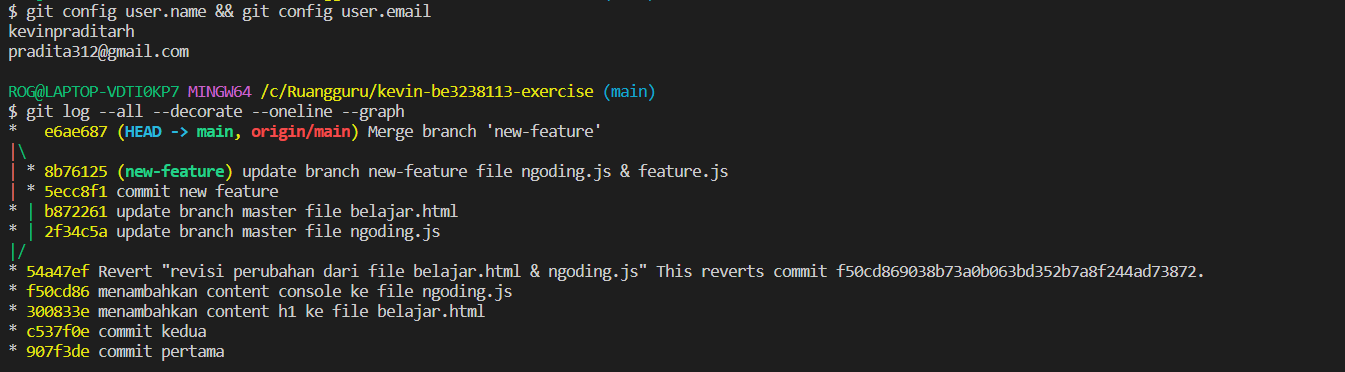 $ git config user.name && git config user.email
kevinpraditarh
pradita312@gmail.com
ROG@LAPTOP-VDTI0KP7 MINGW64 /c/Ruangguru/kevin-be3238113-exercise (main)
$ git log --all --decorate --oneline --graph
*   e6ae687 (HEAD -> main, origin/main) Merge branch 'new-feature'
|\
| * 8b76125 (new-feature) update branch new-feature file ngoding.js & feature.js
| * 5ecc8f1 commit new feature
* | b872261 update branch master file belajar.html
* | 2f34c5a update branch master file ngoding.js
|/
* 54a47ef Revert "revisi perubahan dari file belajar.html & ngoding.js" This reverts commit f50cd869038b73a0b063bd352b7a8f244ad73872.
* f50cd86 menambahkan content console ke file ngoding.js
* 300833e menambahkan content h1 ke file belajar.html
* c537f0e commit kedua
* 907f3de commit pertama